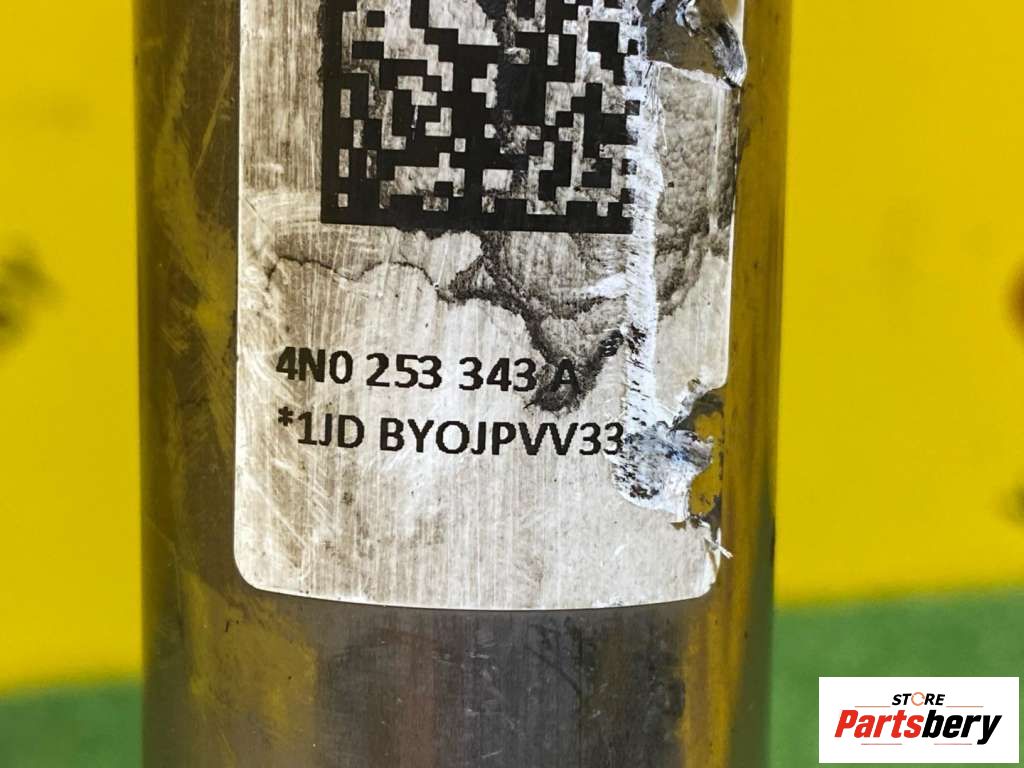 4N0 253 343 A
*1JD BYOJPVV33
STORE
Partsbery